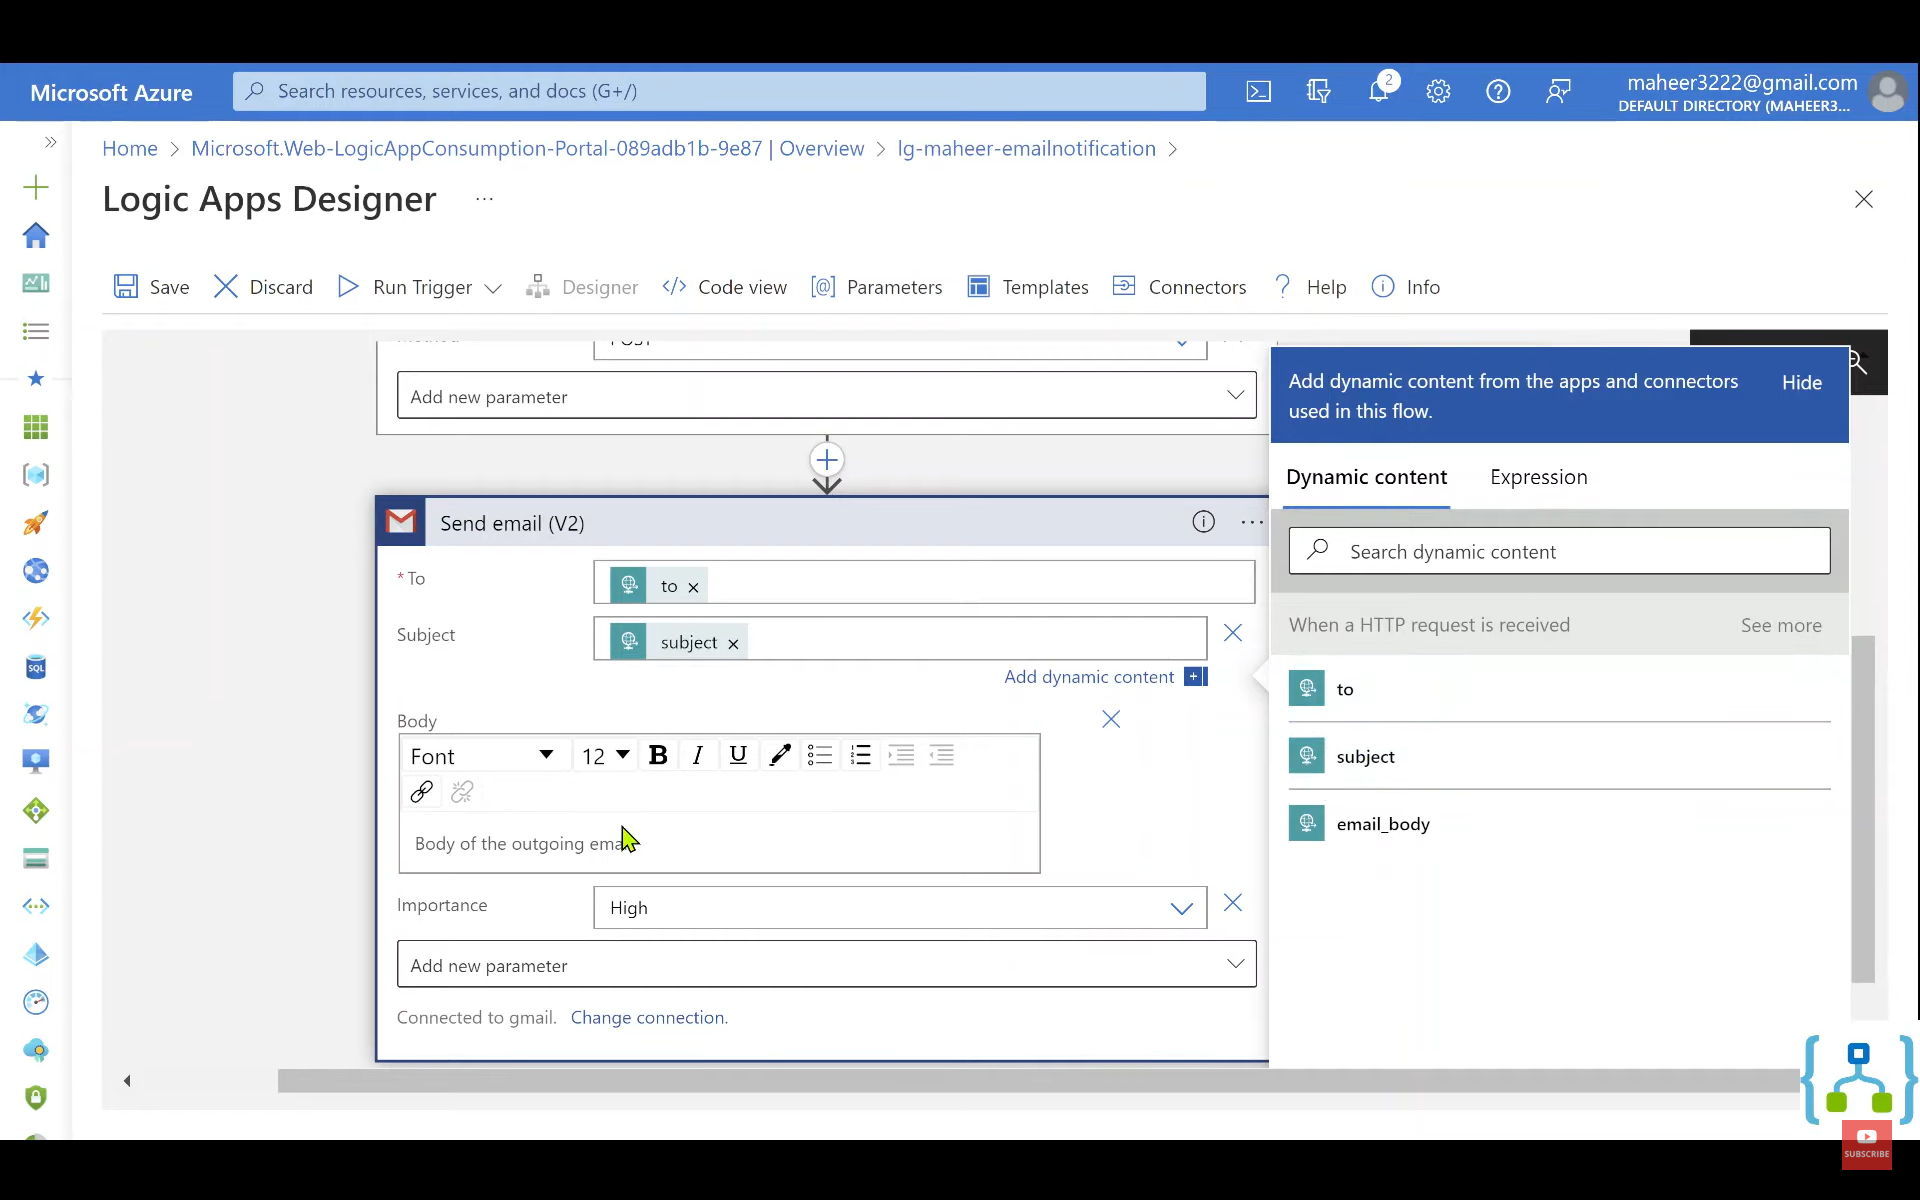 Microsoft Azure
Search resources, services, and docs (G+/)
2
maheer3222@gmail.com
DEFAULT DIRECTORY (MAHEER3...
Home > Microsoft.Web-LogicAppConsumption-Portal-089adb1b-9e87 | Overview > lg-maheer-emailnotification >
Logic Apps Designer ...
Save Discard Run Trigger Designer Code view Parameters Templates Connectors Help Info
POST
Add new parameter
Send email (V2)
* To
to ×
Subject
subject ×
Add dynamic content
Body
Font 12 B I U
Body of the outgoing
Importance
High
Add new parameter
Connected to gmail. Change connection.
Add dynamic content from the apps and connectors
used in this flow.
Hide
Dynamic content Expression
Search dynamic content
When a HTTP request is received See more
to
subject
email_body
SQL
SUBSCRIBE